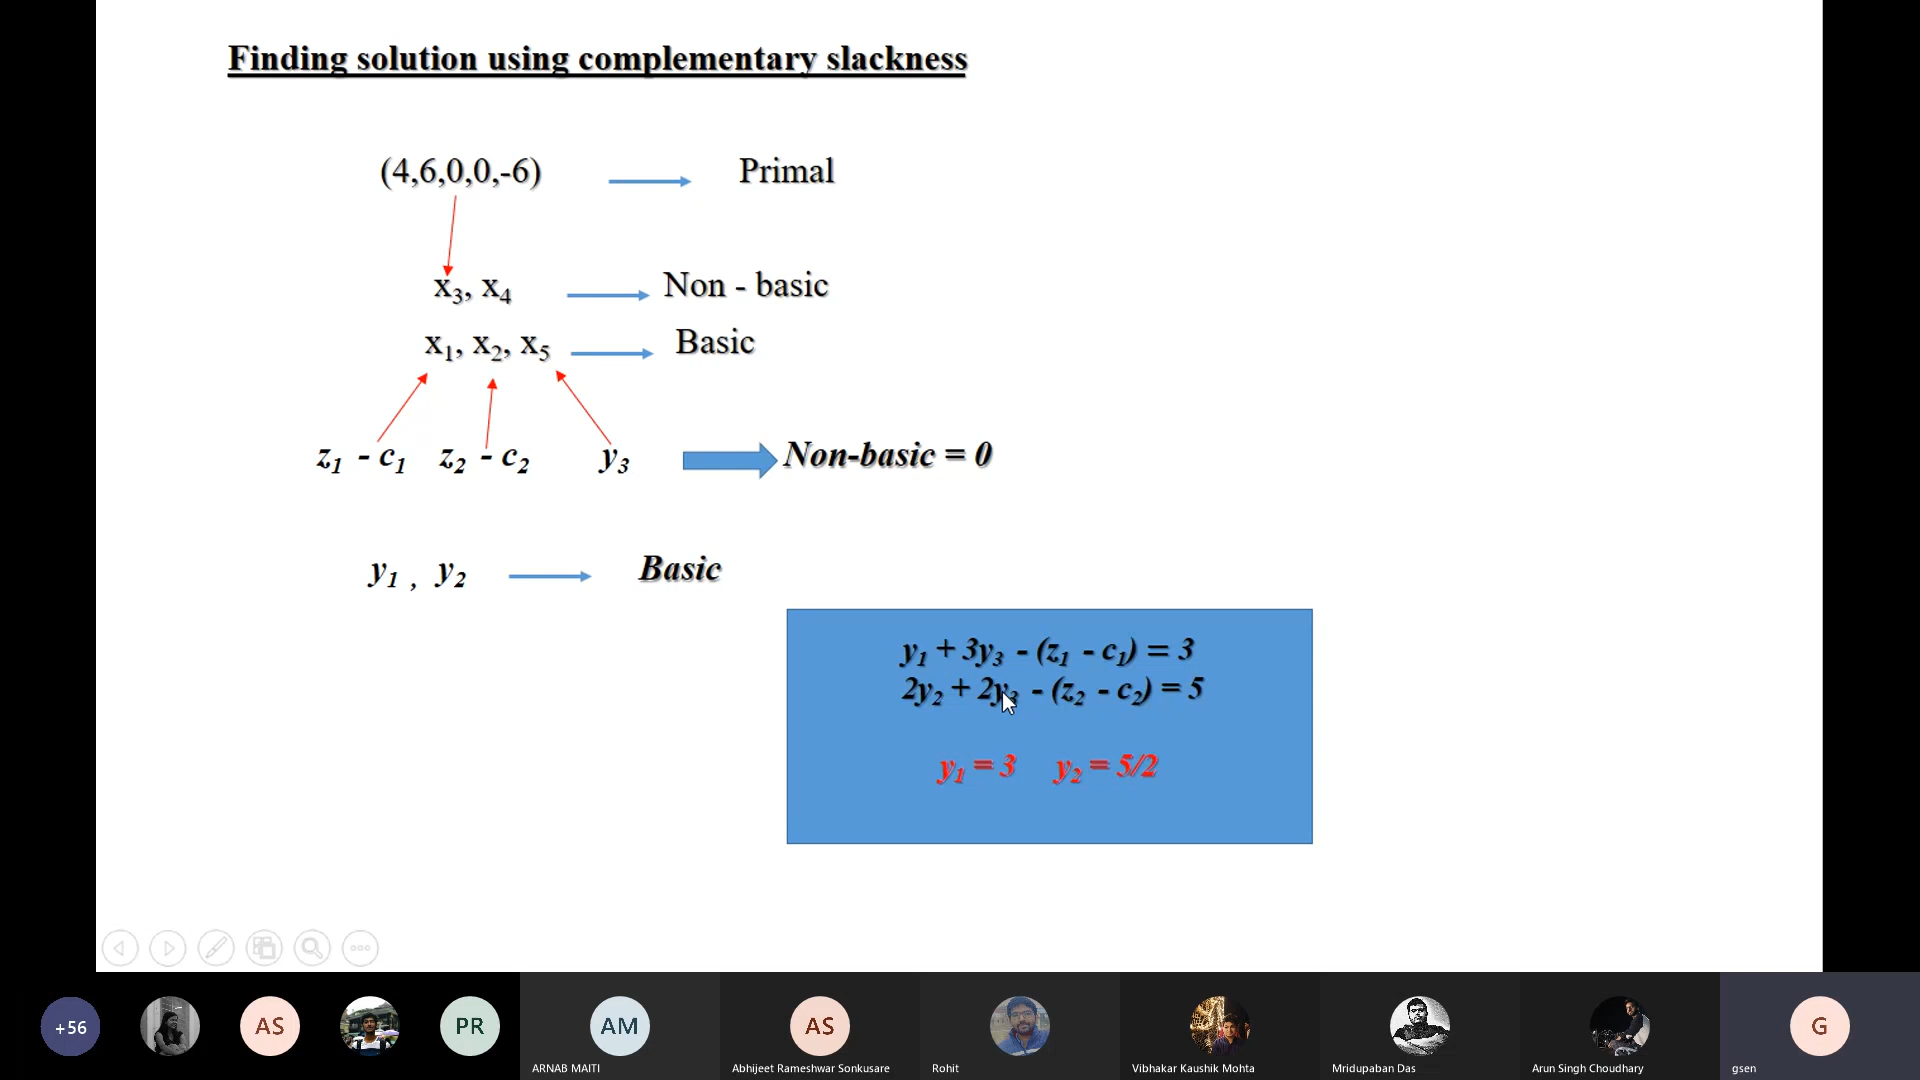 Finding solution using complementary slackness
(4,6,0,0,-6) Primal
x₃, x₄ Non - basic
x₁, x₂, x₅ Basic
z₁ - c₁ z₂ - c₂ y₃ Non-basic = 0
y₁ , y₂ Basic
y₁ + 3y₃ - (z₁ - c₁) = 3
2y₂ + 2y₃ - (z₂ - c₂) = 5
y₁ = 3 y₂ = 5/2
+56 AS PR AM AS G
ARNAB MAITI Abhijeet Rameshwar Sonkusare Rohit Vibhakar Kaushik Mohta Mridupaban Das Arun Singh Choudhary gsen